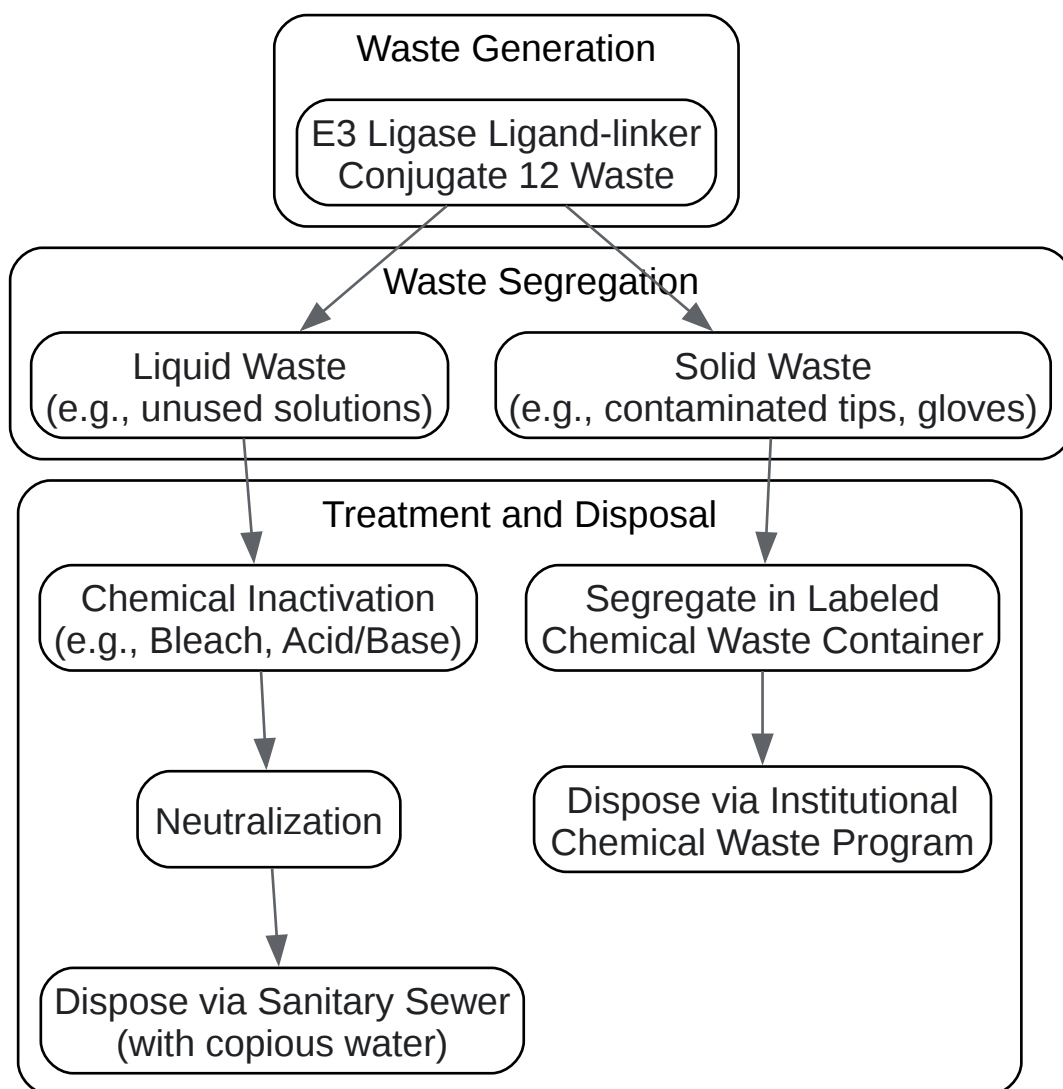 Waste Generation
E3 Ligase Ligand-linker
Conjugate 12 Waste
Waste Segregation
Liquid Waste
(e.g., unused solutions)
Solid Waste
(e.g., contaminated tips, gloves)
Treatment and Disposal
Chemical Inactivation
(e.g., Bleach, Acid/Base)
Segregate in Labeled
Chemical Waste Container
Neutralization
Dispose via Institutional
Chemical Waste Program
Dispose via Sanitary Sewer
(with copious water)